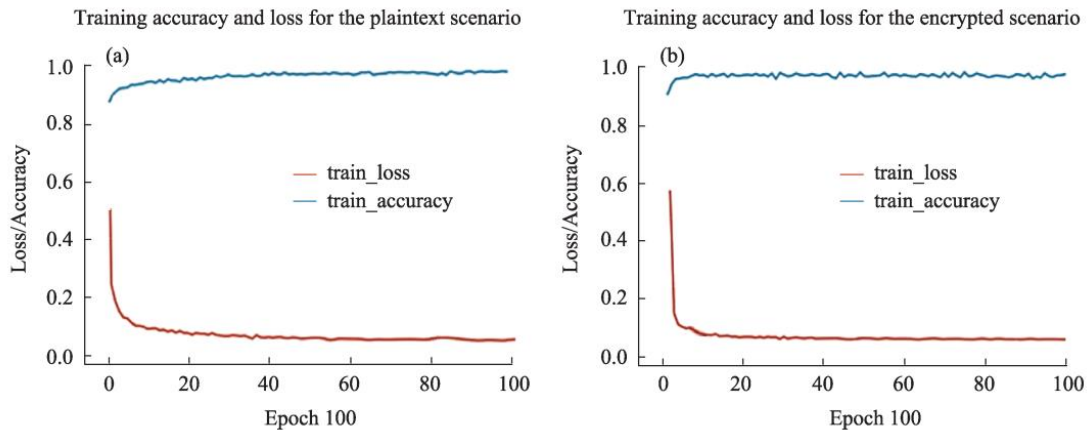 Training accuracy and loss for the plaintext scenario
(a)
1.0
0.8
0.6
0.4
0.2
0.0
Loss/Accuracy
train_loss
train_accuracy
0 20 40 60 80 100
Epoch 100
Training accuracy and loss for the encrypted scenario
(b)
1.0
0.8
0.6
0.4
0.2
0.0
Loss/Accuracy
train_loss
train_accuracy
0 20 40 60 80 100
Epoch 100